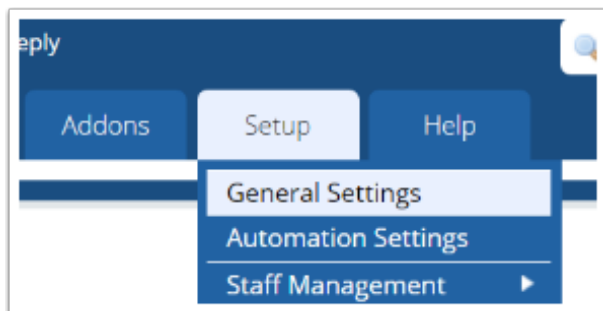 eply
Addons Setup Help
General Settings
Automation Settings
Staff Management